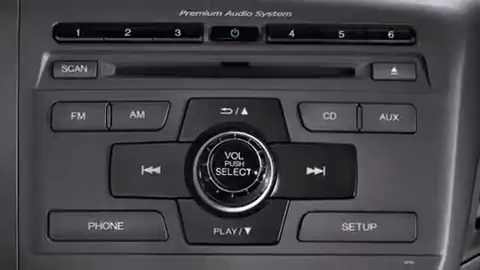 Premium Audio System
1 2 3 4 5 6
SCAN
FM AM CD AUX
VOL
PUSH
SELECT
PHONE PLAY/▼ SETUP